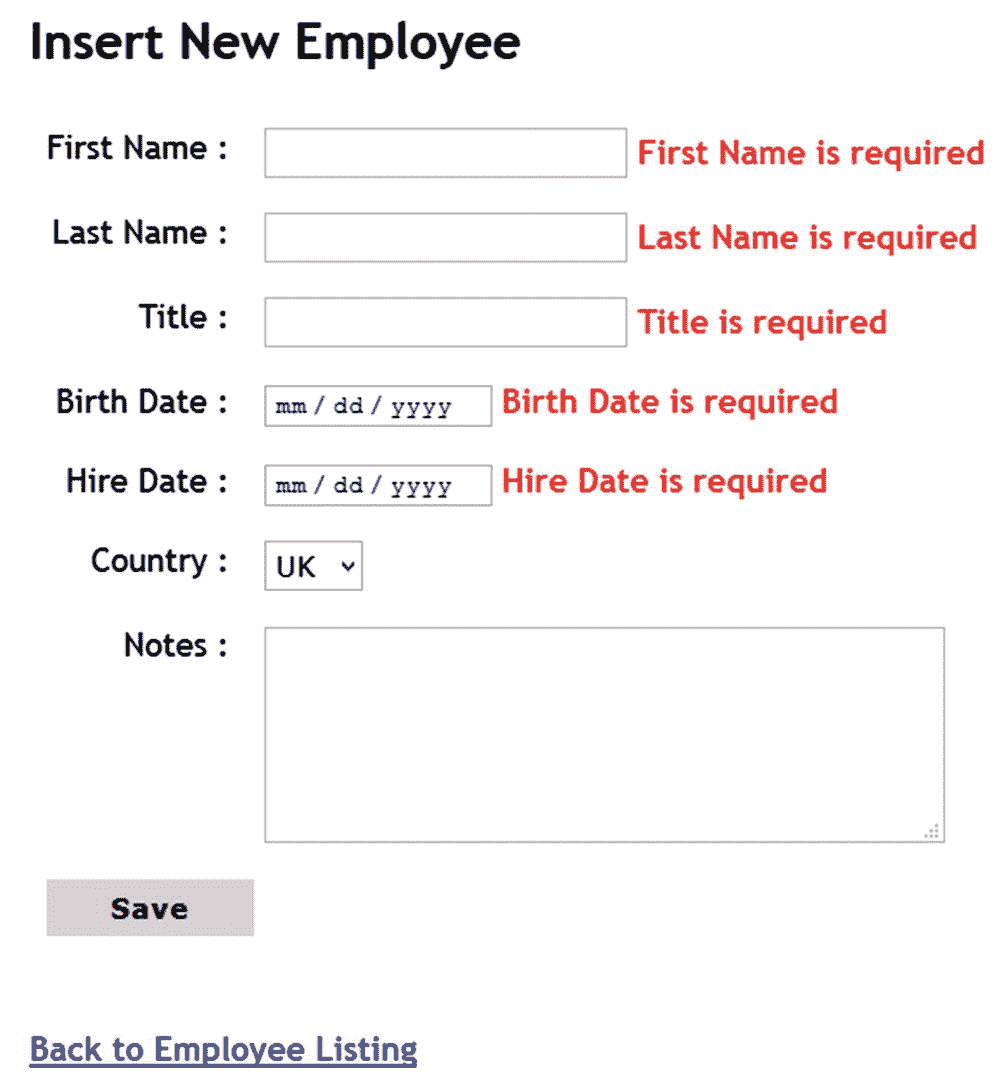 Insert New Employee
First Name : First Name is required
Last Name : Last Name is required
Title : Title is required
Birth Date : mm / dd / yyyy Birth Date is required
Hire Date : mm / dd / yyyy Hire Date is required
Country : UK
Notes :
Save
Back to Employee Listing